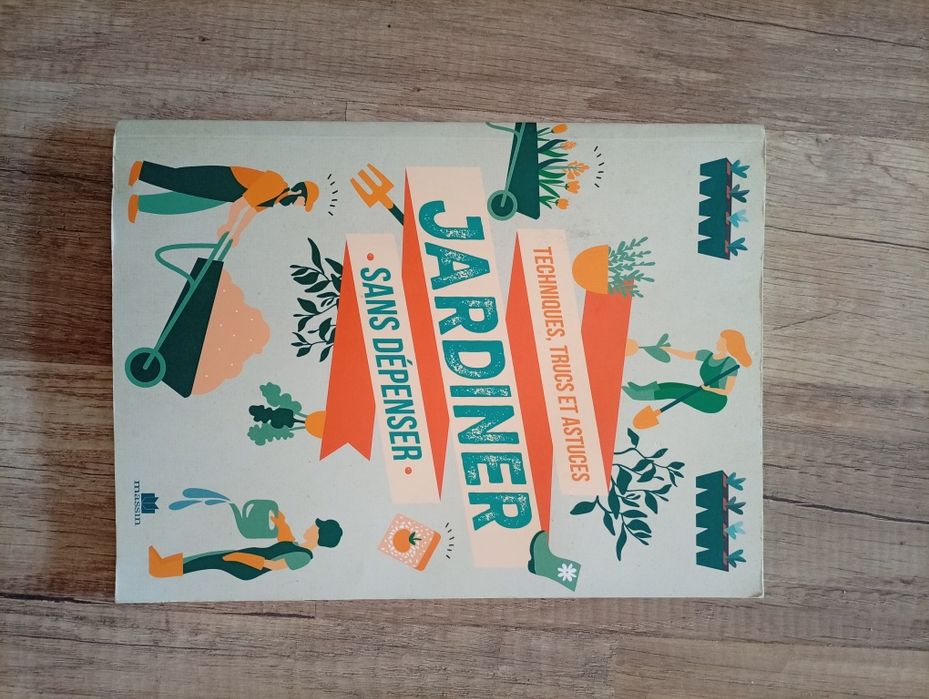 TECHNIQUES, TRUCS ET ASTUCES
JARDINER
• SANS DÉPENSER •
massin